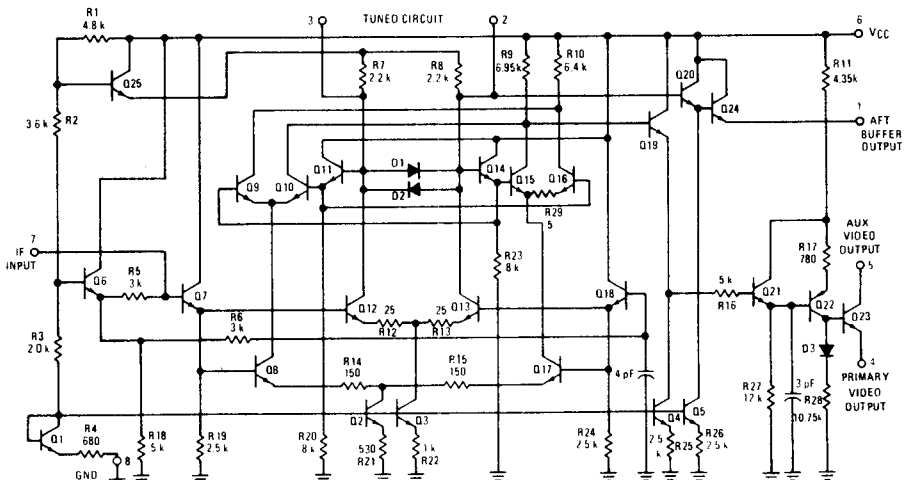 3
TUNED CIRCUIT
2
6
VCC
R1
4.8 k
R9
6.95k
R10
6.4 k
R11
4.35k
R7
2.2 k
R8
2.2 k
Q25
Q20
Q24
1
AFT
BUFFER
OUTPUT
3.6 k
R2
Q19
D1
D2
Q9
Q10
Q11
Q14
Q15
Q16
R29
5
7
IF
INPUT
Q6
R5
3 k
Q7
R23
8 k
Q18
AUX
VIDEO
OUTPUT
5
R17
780
5 k
R16
Q21
Q22
Q23
Q12
25
R12
25
R13
Q13
R6
3 k
R3
2.0 k
D3
4
PRIMARY
VIDEO
OUTPUT
Q8
R14
150
R15
150
Q17
4 pF
R27
12 k
3 pF
R28
10.75k
Q1
R4
680
8
GND
R18
5 k
R19
2.5 k
R20
8 k
Q2
Q3
530
R21
1 k
R22
R24
2.5 k
Q4
Q5
2.5
k
R25
R26
2.5 k